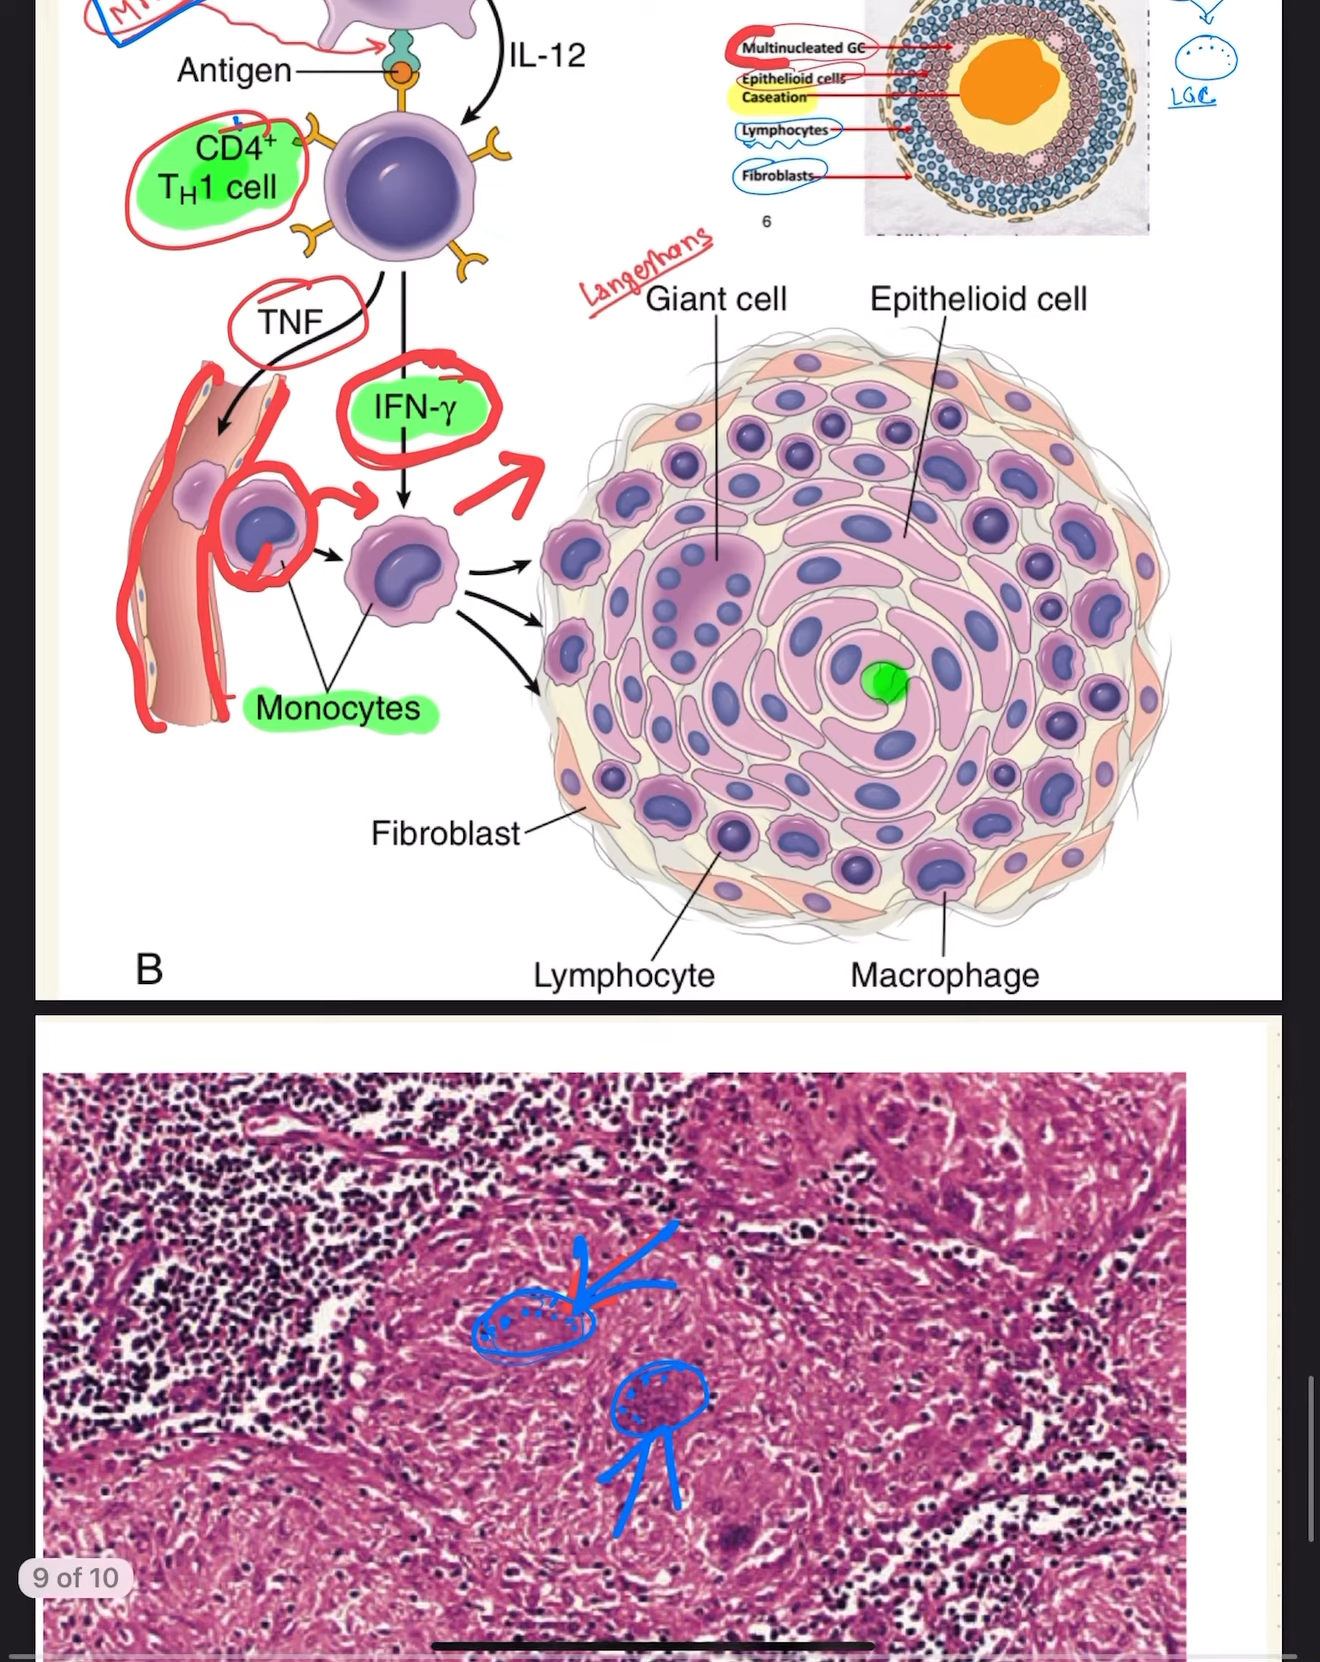 IL-12
Antigen
CD4+
TH1 cell
TNF
IFN-γ
Monocytes
Multinucleated GC
Epithelioid cells
Caseation
Lymphocytes
Fibroblasts
6
LGC
Langerhans
Giant cell
Epithelioid cell
Fibroblast
Lymphocyte
Macrophage
B
9 of 10